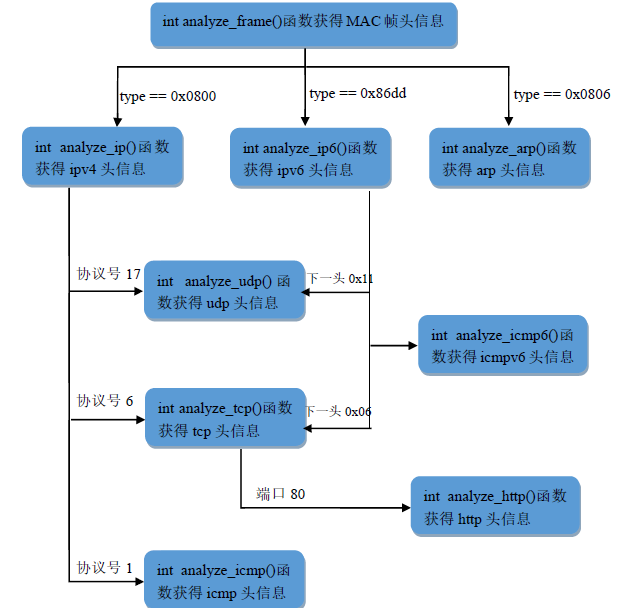 int analyze_frame()函数获得 MAC 帧头信息
type == 0x0800
type == 0x86dd
type == 0x0806
int analyze_ip()函数
获得 ipv4 头信息
int analyze_ip6()函数
获得 ipv6 头信息
int analyze_arp()函数
获得 arp 头信息
协议号 17
int analyze_udp() 函
数获得 udp 头信息
下一头 0x11
int analyze_icmp6()函
数获得 icmpv6 头信息
协议号 6
int analyze_tcp()函数
获得 tcp 头信息
下一头 0x06
端口 80
int analyze_http()函数
获得 http 头信息
协议号 1
int analyze_icmp()函
数获得 icmp 头信息